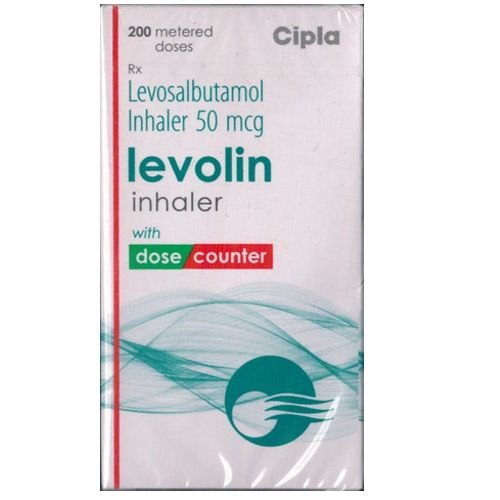 200 metered
doses
Cipla
Rx
Levosalbutamol
Inhaler 50 mcg
levolin
inhaler
with
dose/counter